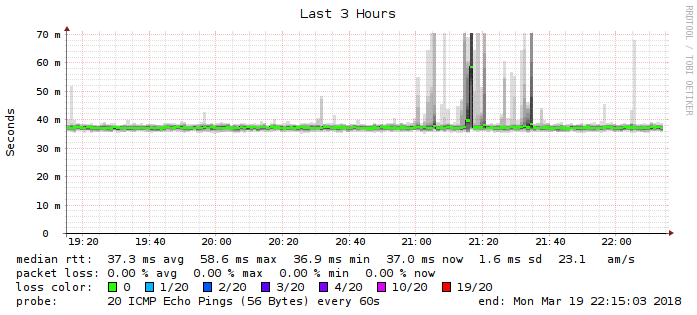 Last 3 Hours
RRDTOOL / TOBI OETIKER
Seconds
70 m
60 m
50 m
40 m
30 m
20 m
10 m
0
19:20 19:40 20:00 20:20 20:40 21:00 21:20 21:40 22:00
median rtt: 37.3 ms avg 58.6 ms max 36.9 ms min 37.0 ms now 1.6 ms sd 23.1 am/s
packet loss: 0.00 % avg 0.00 % max 0.00 % min 0.00 % now
loss color: 0 1/20 2/20 3/20 4/20 10/20 19/20
probe: 20 ICMP Echo Pings (56 Bytes) every 60s end: Mon Mar 19 22:15:03 2018